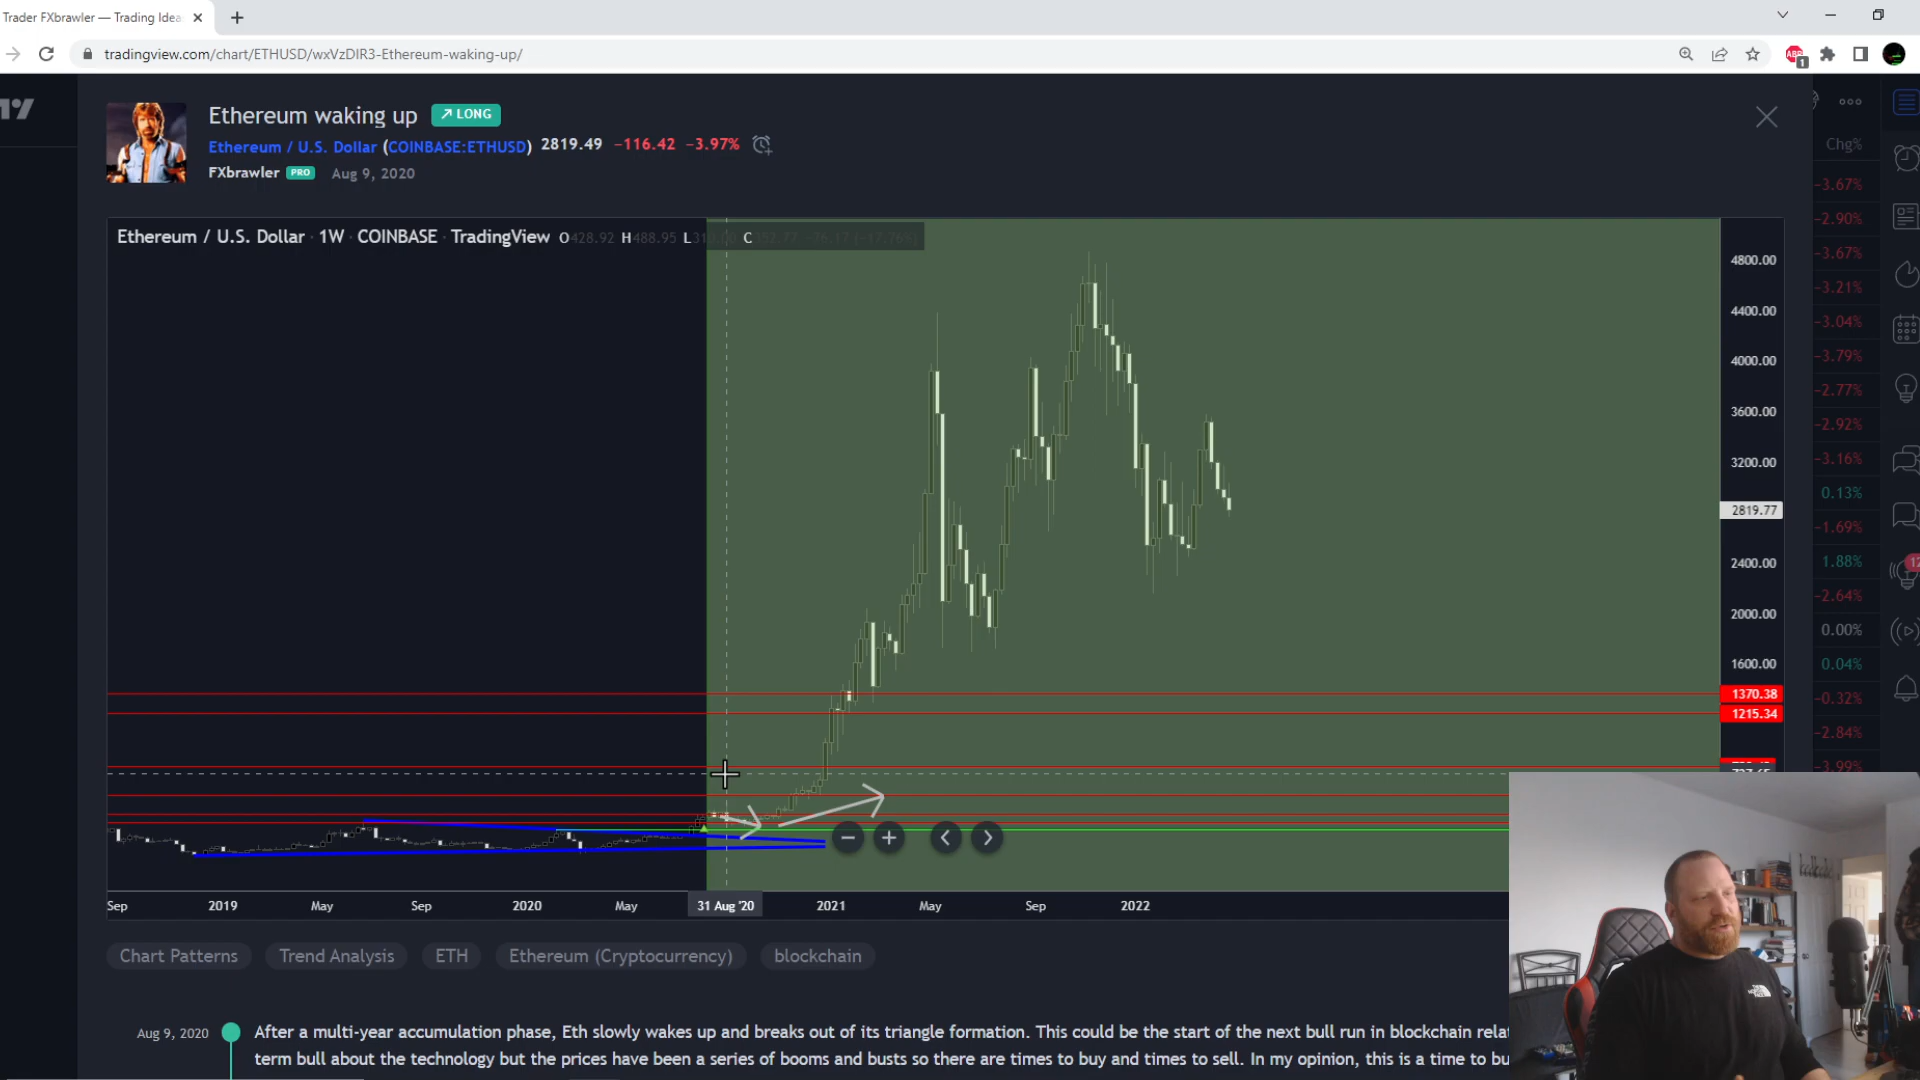 Trader FXbrawler — Trading Idea
tradingview.com/chart/ETHUSD/wxVzDIR3-Ethereum-waking-up/
1
Ethereum waking up
LONG
Chg%
Ethereum / U.S. Dollar (COINBASE:ETHUSD) 2819.49 −116.42 −3.97%
FXbrawler PRO Aug 9, 2020
Ethereum / U.S. Dollar · 1W · COINBASE · TradingView O428.92 H488.95 L C
4800.00
4400.00
4000.00
3600.00
3200.00
2819.77
2400.00
2000.00
1600.00
1370.38
1215.34
-3.67%
-2.90%
-3.67%
-3.21%
-3.04%
-3.79%
-2.77%
-2.92%
-3.16%
0.13%
-1.69%
1.88%
-2.64%
0.00%
0.04%
-0.32%
-2.84%
-3.99%
12
Sep 2019 May Sep 2020 May 31 Aug '20 2021 May Sep 2022
Chart Patterns Trend Analysis ETH Ethereum (Cryptocurrency) blockchain
Aug 9, 2020 After a multi-year accumulation phase, Eth slowly wakes up and breaks out of its triangle formation. This could be the start of the next bull run in blockchain rela
term bull about the technology but the prices have been a series of booms and busts so there are times to buy and times to sell. In my opinion, this is a time to bu